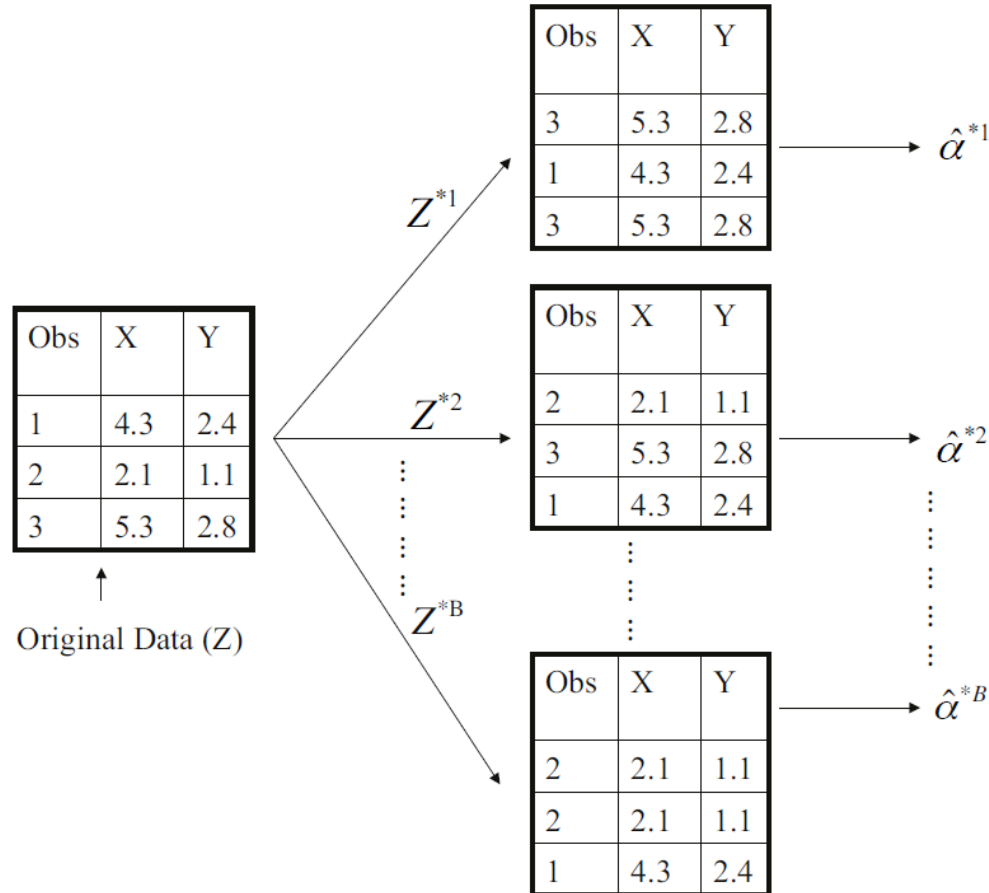 Obs X Y
3 5.3 2.8
1 4.3 2.4
3 5.3 2.8
α̂*1
Z*1
Obs X Y
1 4.3 2.4
2 2.1 1.1
3 5.3 2.8
Original Data (Z)
Z*2
Obs X Y
2 2.1 1.1
3 5.3 2.8
1 4.3 2.4
α̂*2
Z*B
Obs X Y
2 2.1 1.1
2 2.1 1.1
1 4.3 2.4
α̂*B